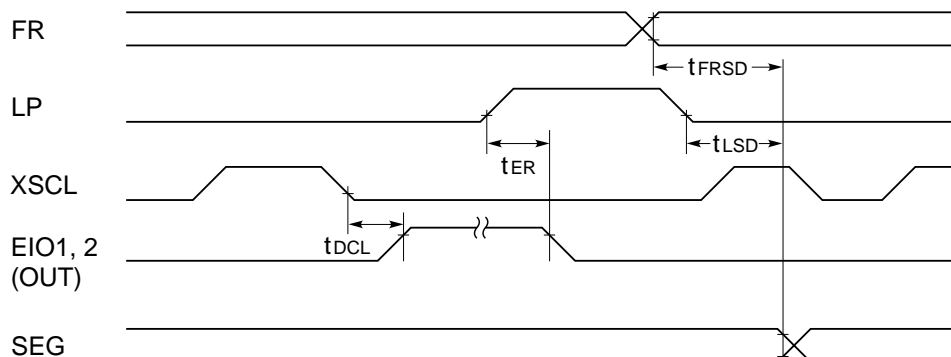 FR
tFRSD
LP
tLSD
tER
XSCL
tDCL
EIO1, 2
(OUT)
SEG